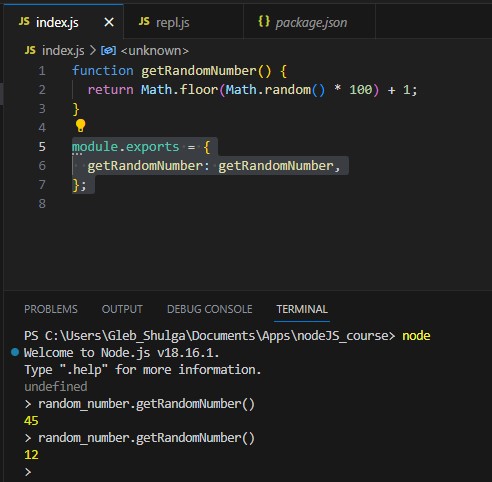 JS index.js ✕ JS repl.js {} package.json
JS index.js > <unknown>
1 function getRandomNumber() {
2 return Math.floor(Math.random() * 100) + 1;
3 }
4
5 module.exports = {
6 getRandomNumber: getRandomNumber,
7 };
8
PROBLEMS OUTPUT DEBUG CONSOLE TERMINAL
PS C:\Users\Gleb_Shulga\Documents\Apps\nodeJS_course> node
Welcome to Node.js v18.16.1.
Type ".help" for more information.
undefined
> random_number.getRandomNumber()
45
> random_number.getRandomNumber()
12
>